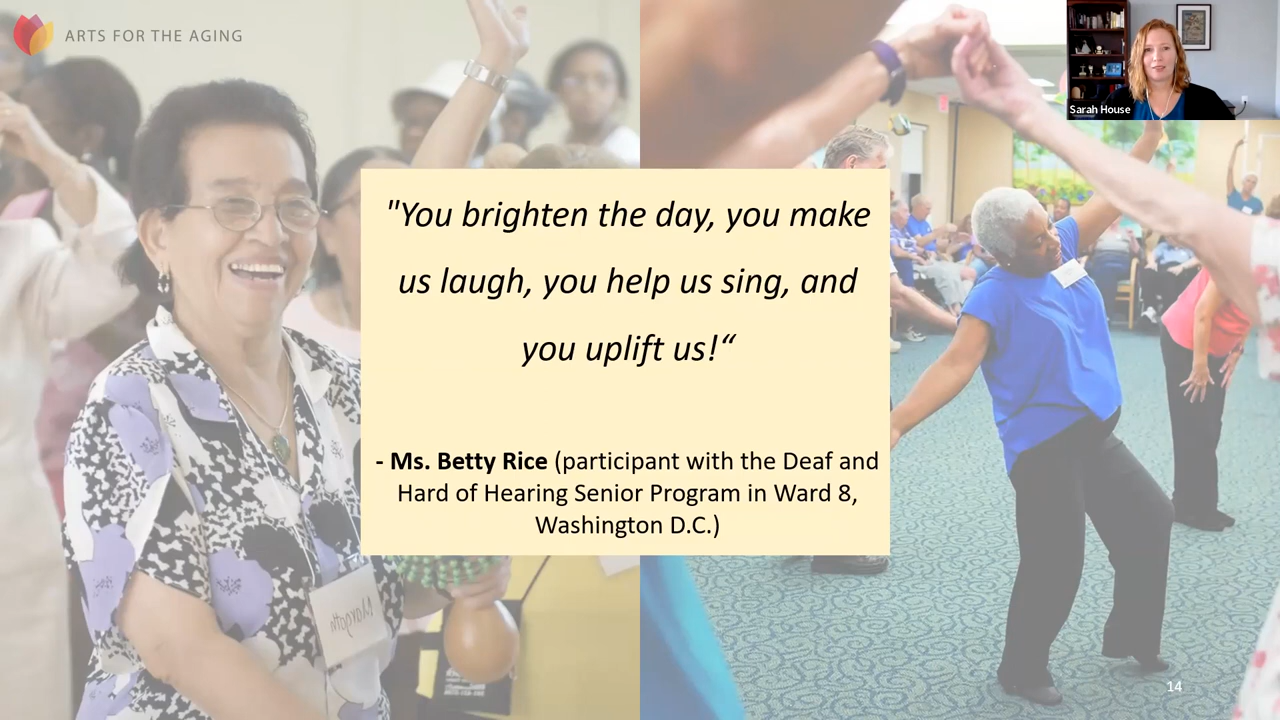 ARTS FOR THE AGING
Sarah House
"You brighten the day, you make
us laugh, you help us sing, and
you uplift us!“
- Ms. Betty Rice (participant with the Deaf and
Hard of Hearing Senior Program in Ward 8,
Washington D.C.)
14